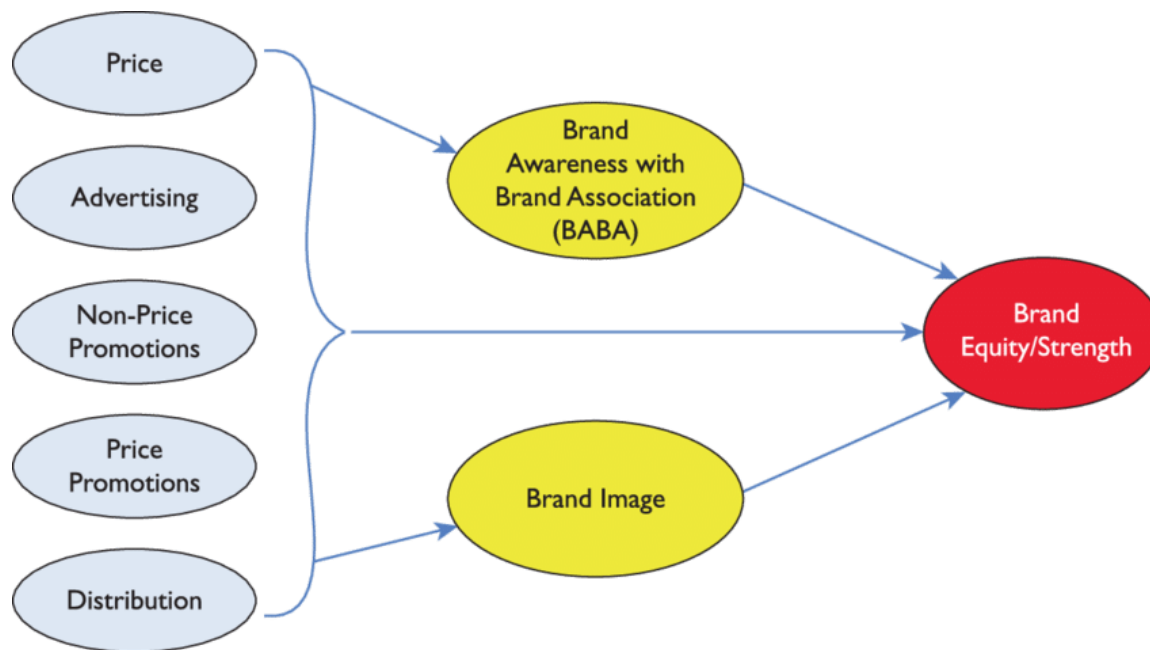 Price
Advertising
Non-Price
Promotions
Price
Promotions
Distribution
Brand
Awareness with
Brand Association
(BABA)
Brand Image
Brand
Equity/Strength